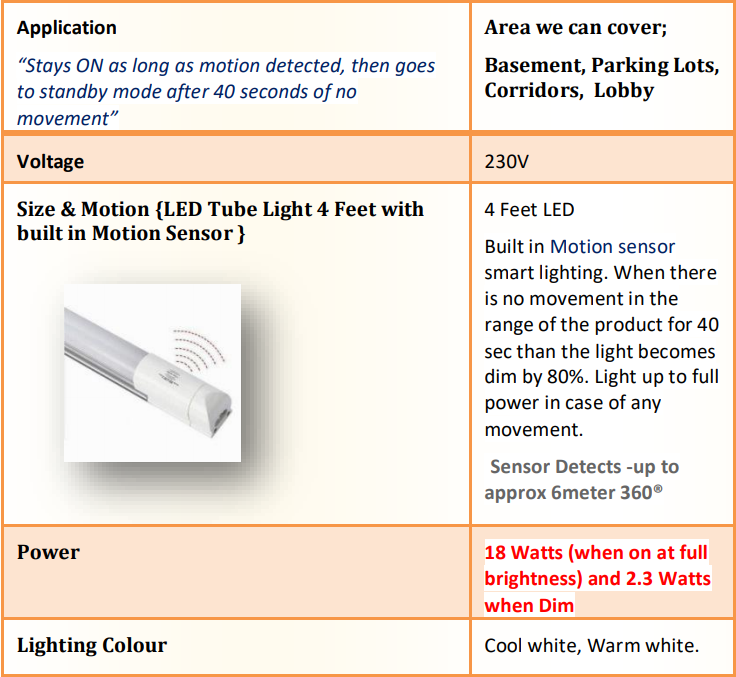 Application
“Stays ON as long as motion detected, then goes
to standby mode after 40 seconds of no
movement”
Area we can cover;
Basement, Parking Lots,
Corridors,  Lobby
Voltage
230V
Size & Motion {LED Tube Light 4 Feet with
built in Motion Sensor }
4 Feet LED
Built in Motion sensor
smart lighting. When there
is no movement in the
range of the product for 40
sec than the light becomes
dim by 80%. Light up to full
power in case of any
movement.
Sensor Detects -up to
approx 6meter 360®
Power
18 Watts (when on at full
brightness) and 2.3 Watts
when Dim
Lighting Colour
Cool white, Warm white.